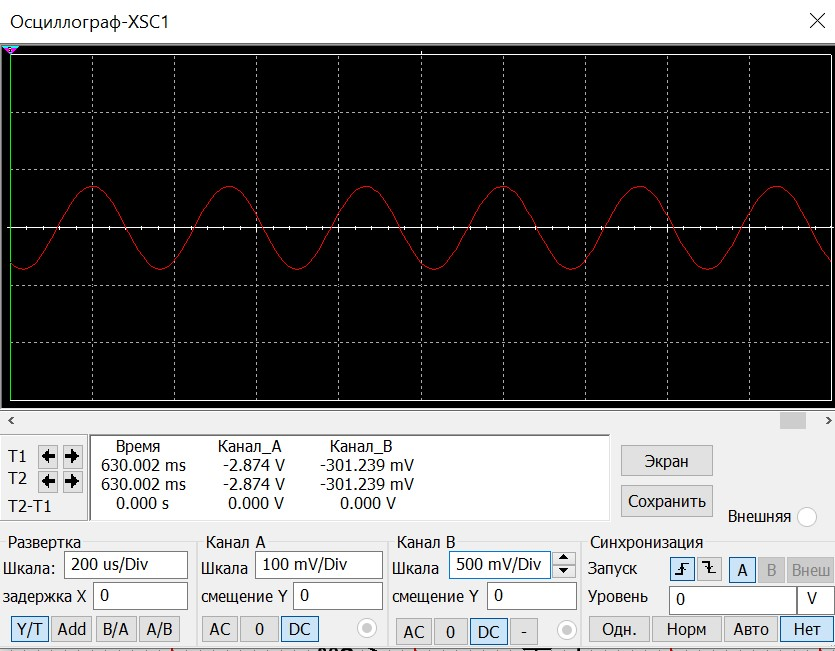 Осциллограф-XSC1
Время Канал_A Канал_B
T1 630.002 ms -2.874 V -301.239 mV
T2 630.002 ms -2.874 V -301.239 mV
T2-T1 0.000 s 0.000 V 0.000 V
Экран
Сохранить
Внешняя
Развертка Канал A Канал B Синхронизация
Шкала: 200 us/Div Шкала 100 mV/Div Шкала 500 mV/Div Запуск A B Внеш
задержка X 0 смещение Y 0 смещение Y 0 Уровень 0 V
Y/T Add B/A A/B AC 0 DC AC 0 DC - Одн. Норм Авто Нет